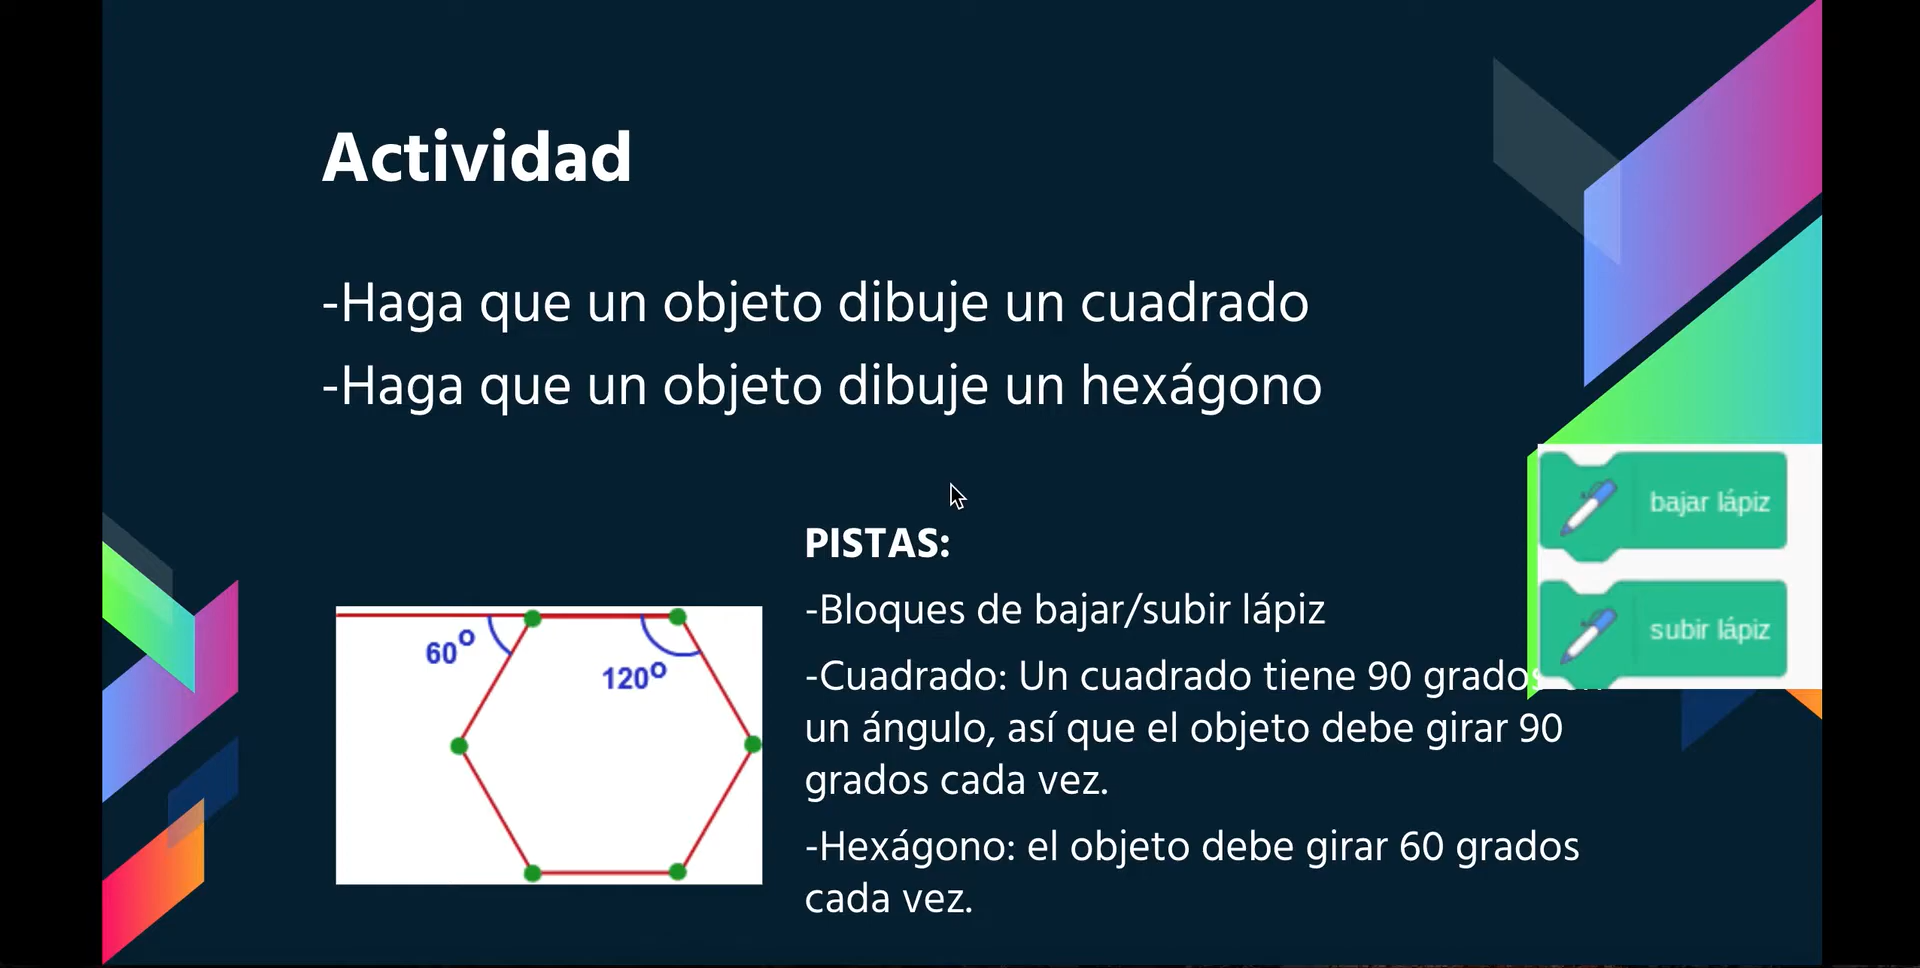 Actividad
-Haga que un objeto dibuje un cuadrado
-Haga que un objeto dibuje un hexágono
bajar lápiz
subir lápiz
PISTAS:
-Bloques de bajar/subir lápiz
-Cuadrado: Un cuadrado tiene 90 grados
un ángulo, así que el objeto debe girar 90
grados cada vez.
-Hexágono: el objeto debe girar 60 grados
cada vez.
60º
120º